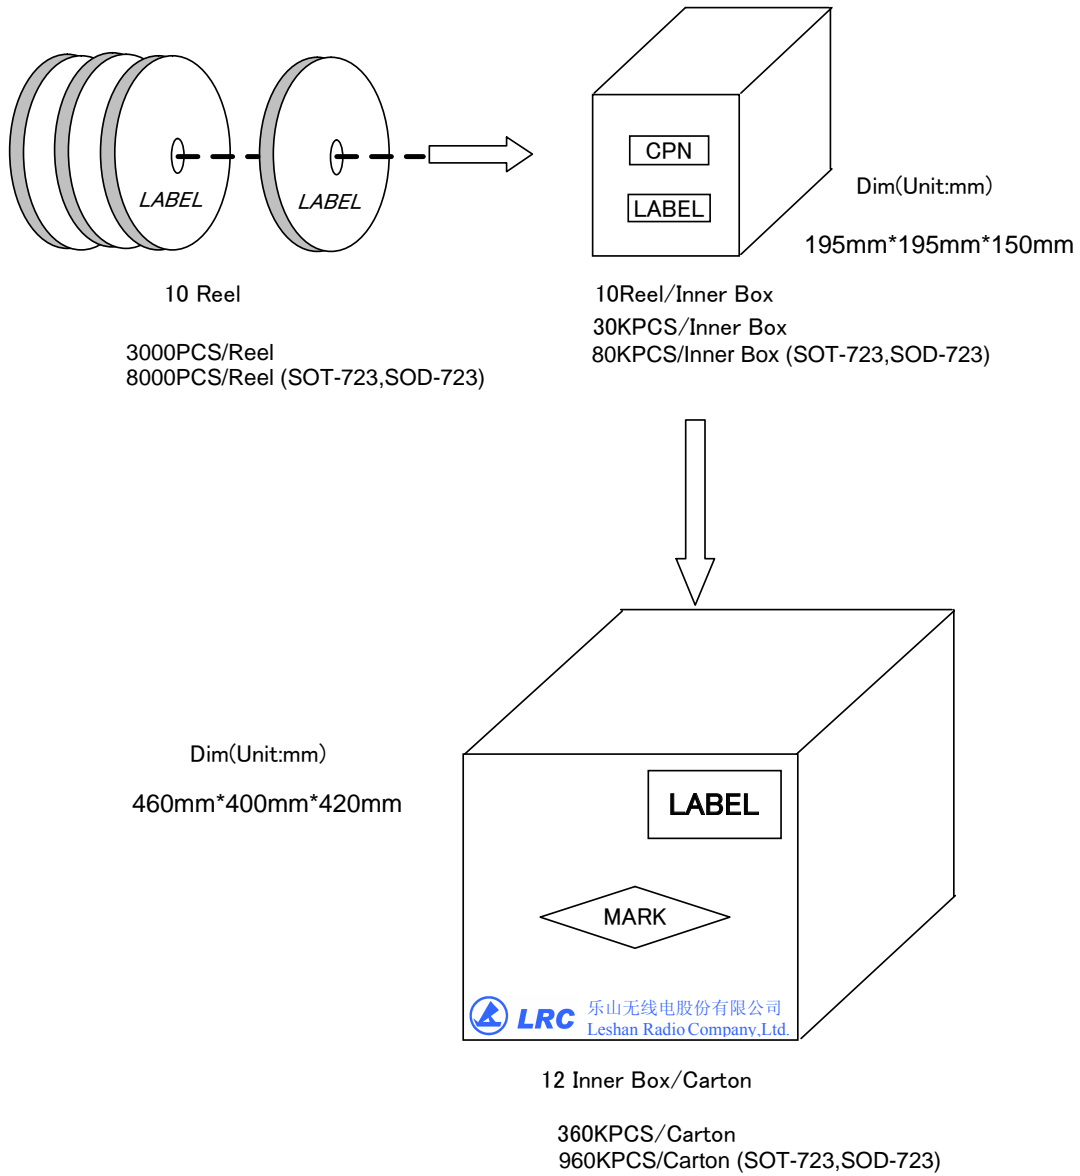 LABEL
LABEL
10 Reel
3000PCS/Reel
8000PCS/Reel (SOT-723,SOD-723)
CPN
LABEL
Dim(Unit:mm)
195mm*195mm*150mm
10Reel/Inner Box
30KPCS/Inner Box
80KPCS/Inner Box (SOT-723,SOD-723)
Dim(Unit:mm)
460mm*400mm*420mm
LABEL
MARK
LRC
乐山无线电股份有限公司
Leshan Radio Company,Ltd.
12 Inner Box/Carton
360KPCS/Carton
960KPCS/Carton (SOT-723,SOD-723)